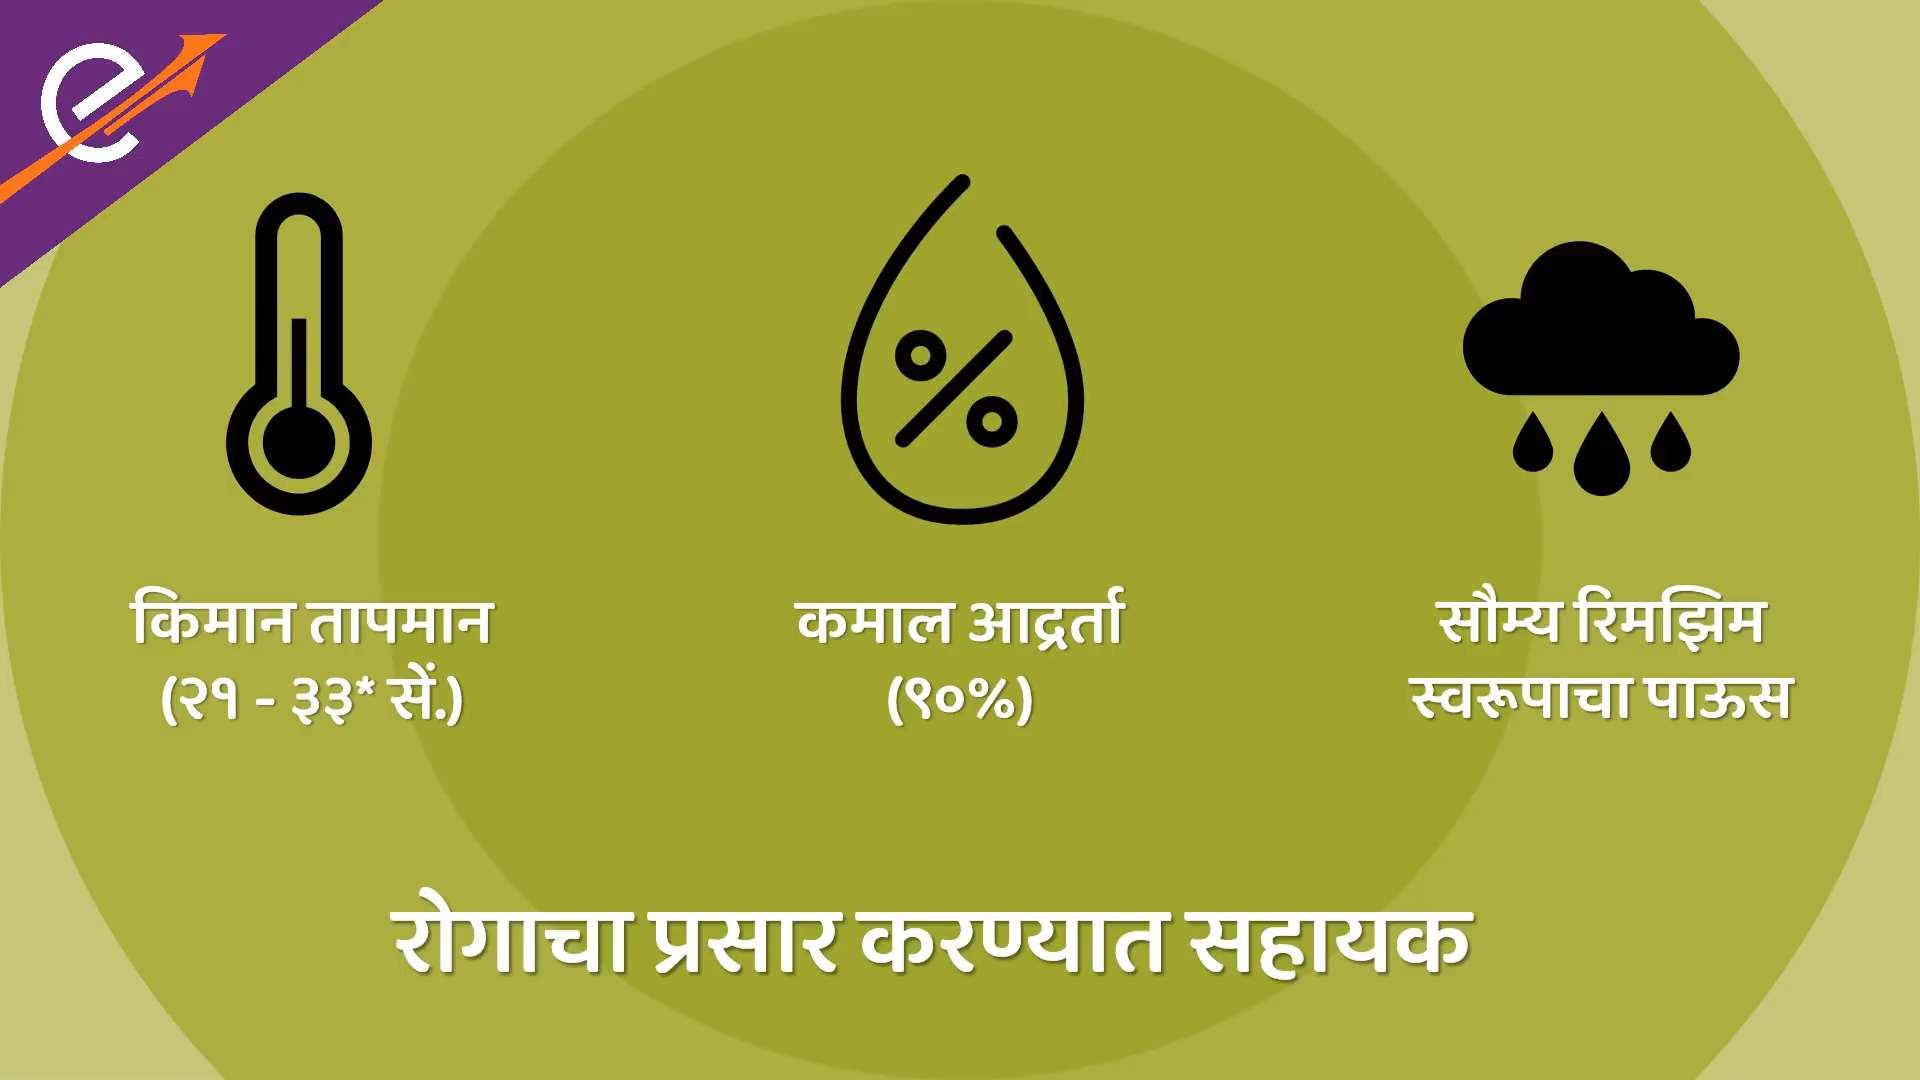 किमान तापमान
(२१ - ३३* सें.)
कमाल आद्रर्ता
(९०%)
सौम्य रिमझिम
स्वरूपाचा पाऊस
रोगाचा प्रसार करण्यात सहायक